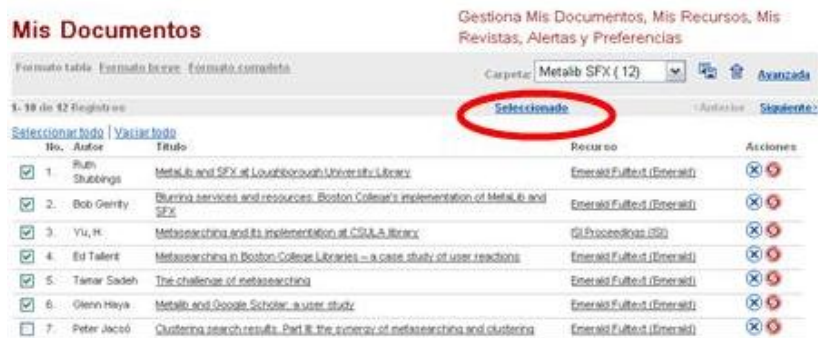 Mis Documentos
Gestiona Mis Documentos, Mis Recursos, Mis
Revistas, Alertas y Preferencias
Formato tabla Formato breve Formato completo
Carpeta: Metalib SFX ( 12) Avanzada
1- 10 de 12 Registros Seleccionado <Anterior Siguiente>
Seleccionar todo | Vaciar todo
No. Autor Título Recurso Acciones
1. Ruth Stubbings MetaLib and SFX at Loughborough University Library Emerald Fulltext (Emerald)
2. Bob Gerrity Blurring services and resources: Boston College's implementation of MetaLib and SFX Emerald Fulltext (Emerald)
3. Yu, H. Metasearching and its implementation at CSULA library ISI Proceedings (ISI)
4. Ed Tallent Metasearching in Boston College Libraries – a case study of user reactions Emerald Fulltext (Emerald)
5. Tamar Sadeh The challenge of metasearching Emerald Fulltext (Emerald)
6. Glenn Haya Metalib and Google Scholar: a user study Emerald Fulltext (Emerald)
7. Peter Jacsó Clustering search results. Part II: the synergy of metasearching and clustering Emerald Fulltext (Emerald)